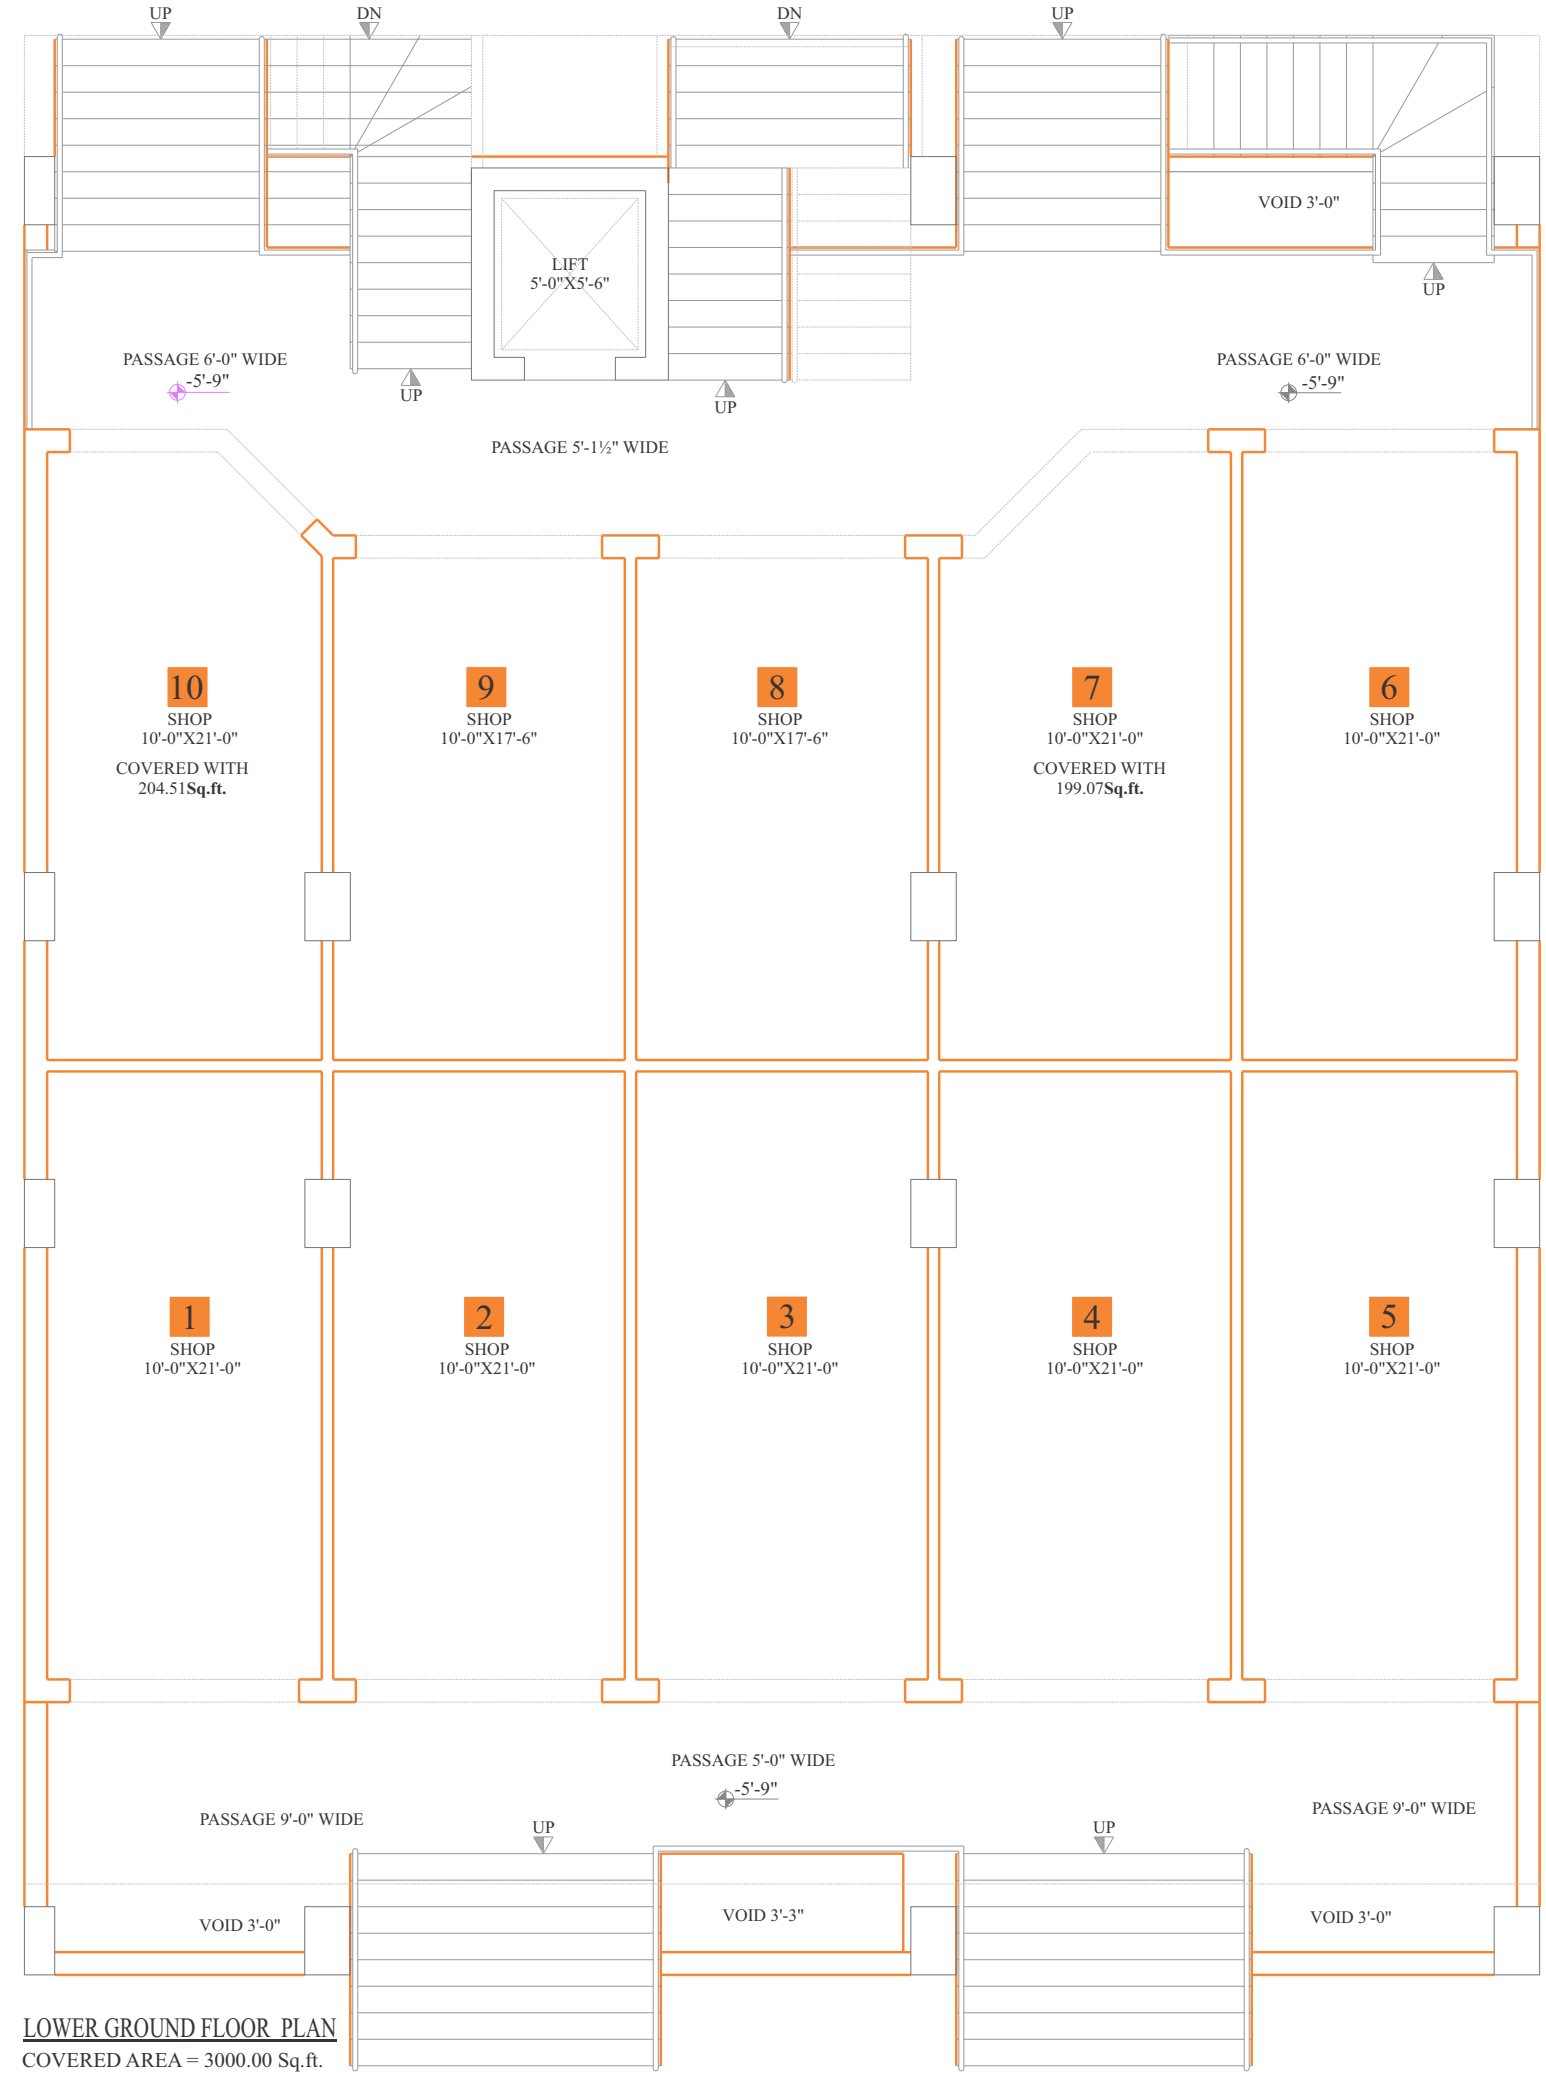 UP
DN
DN
UP
VOID 3'-0"
LIFT
5'-0"X5'-6"
UP
PASSAGE 6'-0" WIDE
-5'-9"
PASSAGE 6'-0" WIDE
-5'-9"
UP
UP
PASSAGE 5'-1½" WIDE
10
SHOP
10'-0"X21'-0"
COVERED WITH
204.51Sq.ft.
9
SHOP
10'-0"X17'-6"
8
SHOP
10'-0"X17'-6"
7
SHOP
10'-0"X21'-0"
COVERED WITH
199.07Sq.ft.
6
SHOP
10'-0"X21'-0"
1
SHOP
10'-0"X21'-0"
2
SHOP
10'-0"X21'-0"
3
SHOP
10'-0"X21'-0"
4
SHOP
10'-0"X21'-0"
5
SHOP
10'-0"X21'-0"
PASSAGE 5'-0" WIDE
-5'-9"
PASSAGE 9'-0" WIDE
PASSAGE 9'-0" WIDE
UP
UP
VOID 3'-0"
VOID 3'-3"
VOID 3'-0"
LOWER GROUND FLOOR PLAN
COVERED AREA = 3000.00 Sq.ft.